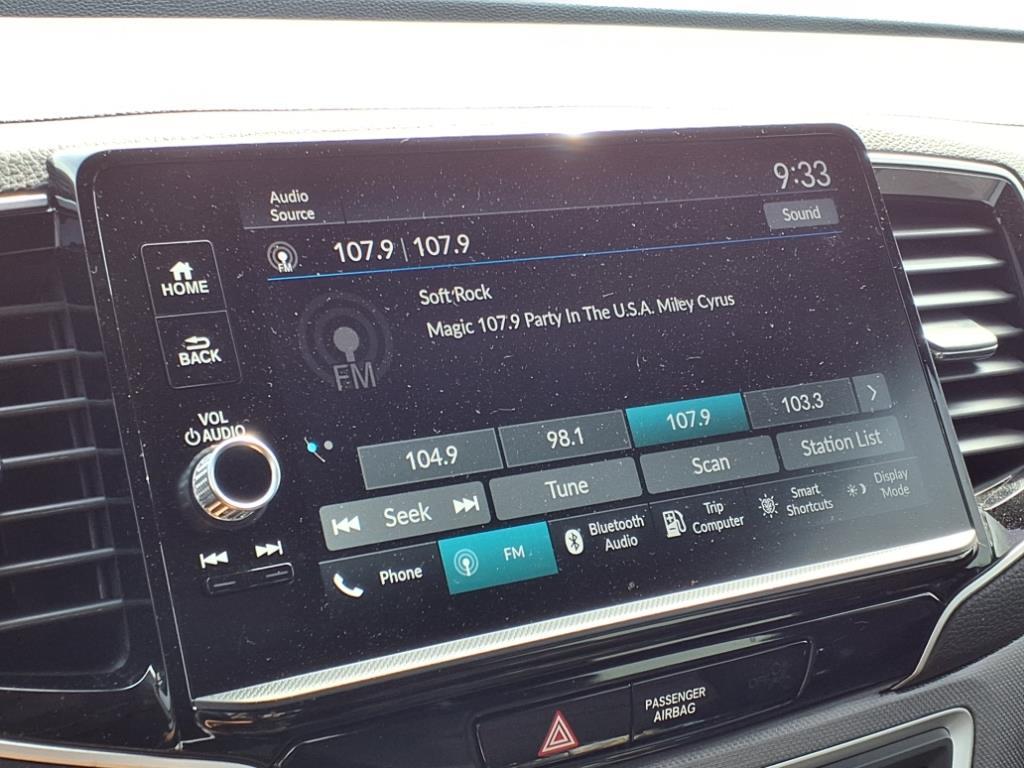 9:33
Audio
Source
Sound
FM
107.9 | 107.9
HOME
Soft Rock
Magic 107.9 Party In The U.S.A. Miley Cyrus
BACK
FM
VOL
AUDIO
104.9
98.1
107.9
103.3
Seek
Tune
Scan
Station List
Phone
FM
Bluetooth
Audio
Trip
Computer
Smart
Shortcuts
Display
Mode
PASSENGER
AIRBAG